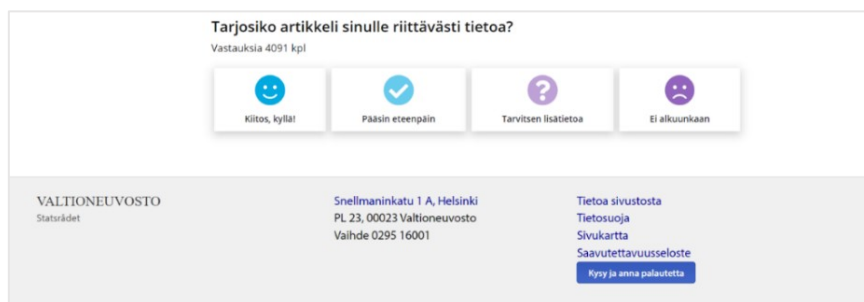 Tarjosiko artikkeli sinulle riittävästi tietoa?
Vastauksia 4091 kpl
Kiitos, kyllä!
Pääsin eteenpäin
Tarvitsen lisätietoa
Ei alkuunkaan
VALTIONEUVOSTO
Statsrådet
Snellmaninkatu 1 A, Helsinki
PL 23, 00023 Valtioneuvosto
Vaihde 0295 16001
Tietoa sivustosta
Tietosuoja
Sivukartta
Saavutettavuusseloste
Kysy ja anna palautetta